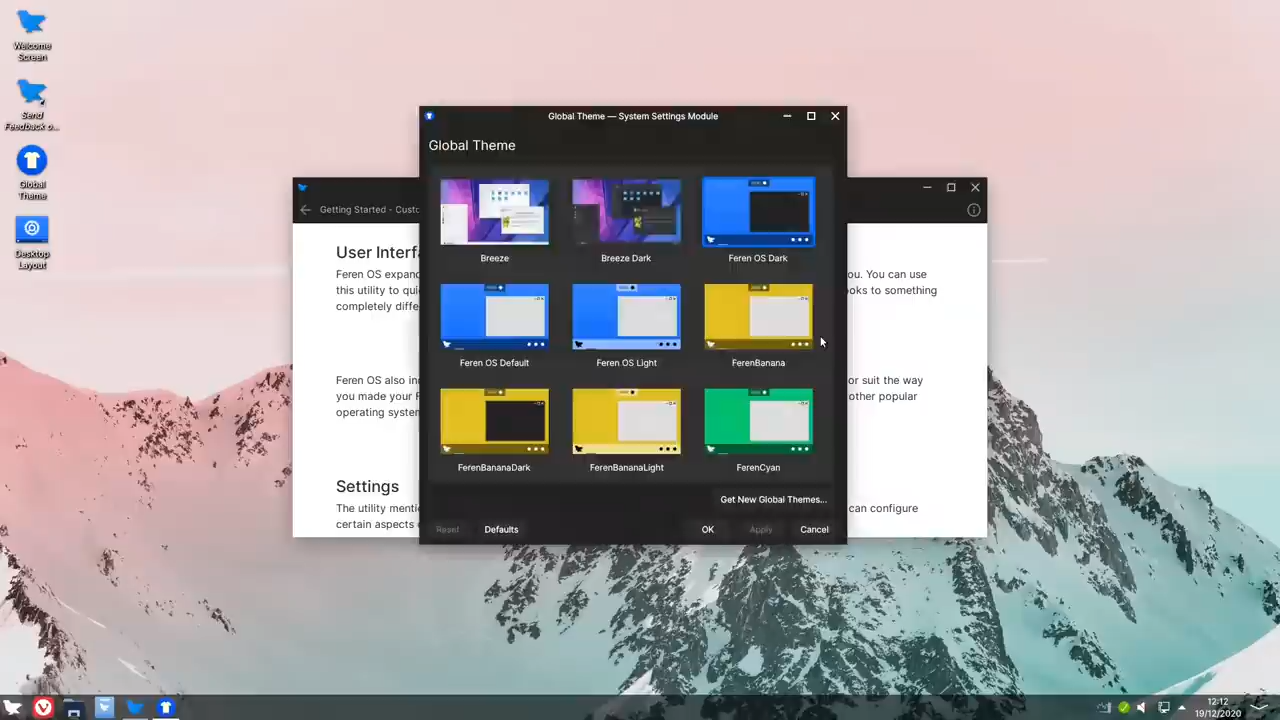 Welcome
Screen
Send
Feedback o...
Global
Theme
Desktop
Layout
Global Theme — System Settings Module
Global Theme
Breeze
Breeze Dark
Feren OS Dark
Feren OS Default
Feren OS Light
FerenBanana
FerenBananaDark
FerenBananaLight
FerenCyan
Get New Global Themes...
Reset
Defaults
OK
Apply
Cancel
Getting Started - Custo
User Interf
Feren OS expan
ou. You can use
this utility to qui
ooks to something
completely diffe
Feren OS also in
or suit the way
you made your F
other popular
operating system
Settings
The utility menti
can configure
certain aspects o
12:12
19/12/2020